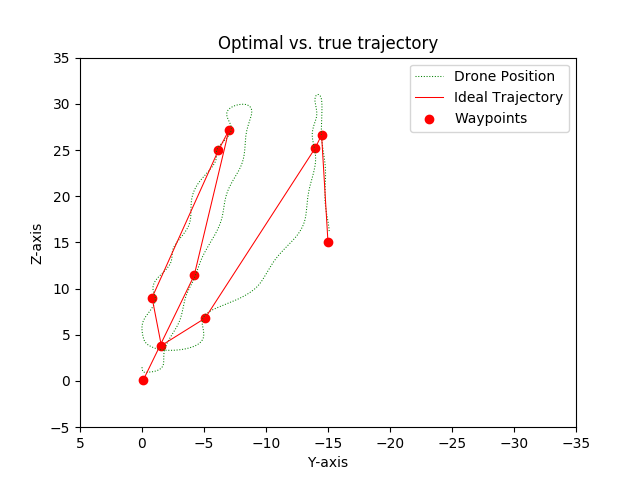 Optimal vs. true trajectory
Drone Position
Ideal Trajectory
Waypoints
Z-axis
35
30
25
20
15
10
5
0
−5
5 0 −5 −10 −15 −20 −25 −30 −35
Y-axis